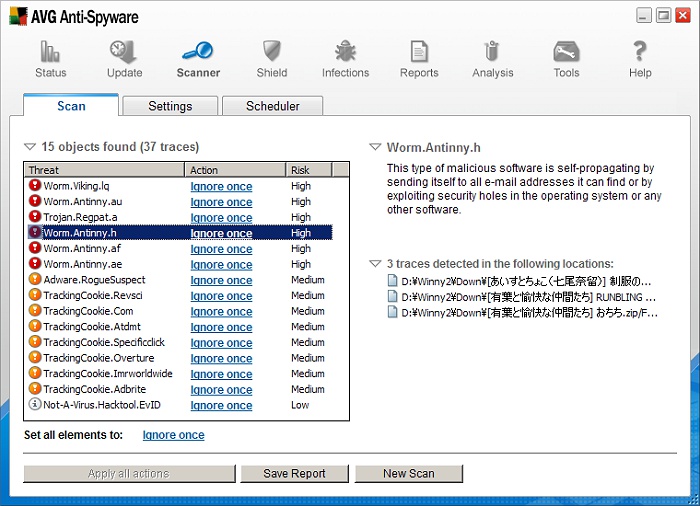 AVG Anti-Spyware
Status Update Scanner Shield Infections Reports Analysis Tools Help
Scan Settings Scheduler
15 objects found (37 traces)
Threat Action Risk
Worm.Viking.lq Ignore once High
Worm.Antinny.au Ignore once High
Trojan.Regpat.a Ignore once High
Worm.Antinny.h Ignore once High
Worm.Antinny.af Ignore once High
Worm.Antinny.ae Ignore once High
Adware.RogueSuspect Ignore once Medium
TrackingCookie.Revsci Ignore once Medium
TrackingCookie.Com Ignore once Medium
TrackingCookie.Atdmt Ignore once Medium
TrackingCookie.Specificclick Ignore once Medium
TrackingCookie.Overture Ignore once Medium
TrackingCookie.Imrworldwide Ignore once Medium
TrackingCookie.Adbrite Ignore once Medium
Not-A-Virus.Hacktool.EvID Ignore once Low
Set all elements to: Ignore once
Apply all actions Save Report New Scan
Worm.Antinny.h
This type of malicious software is self-propagating by
sending itself to all e-mail addresses it can find or by
exploiting security holes in the operating system or any
other software.
3 traces detected in the following locations:
D:¥Winny2¥Down¥[あいすとちょこ(七尾奈留)] 制服の...
D:¥Winny2¥Down¥[有葉と愉快な仲間たち] RUNBLING ...
D:¥Winny2¥Down¥[有葉と愉快な仲間たち] おちち.zip/F...